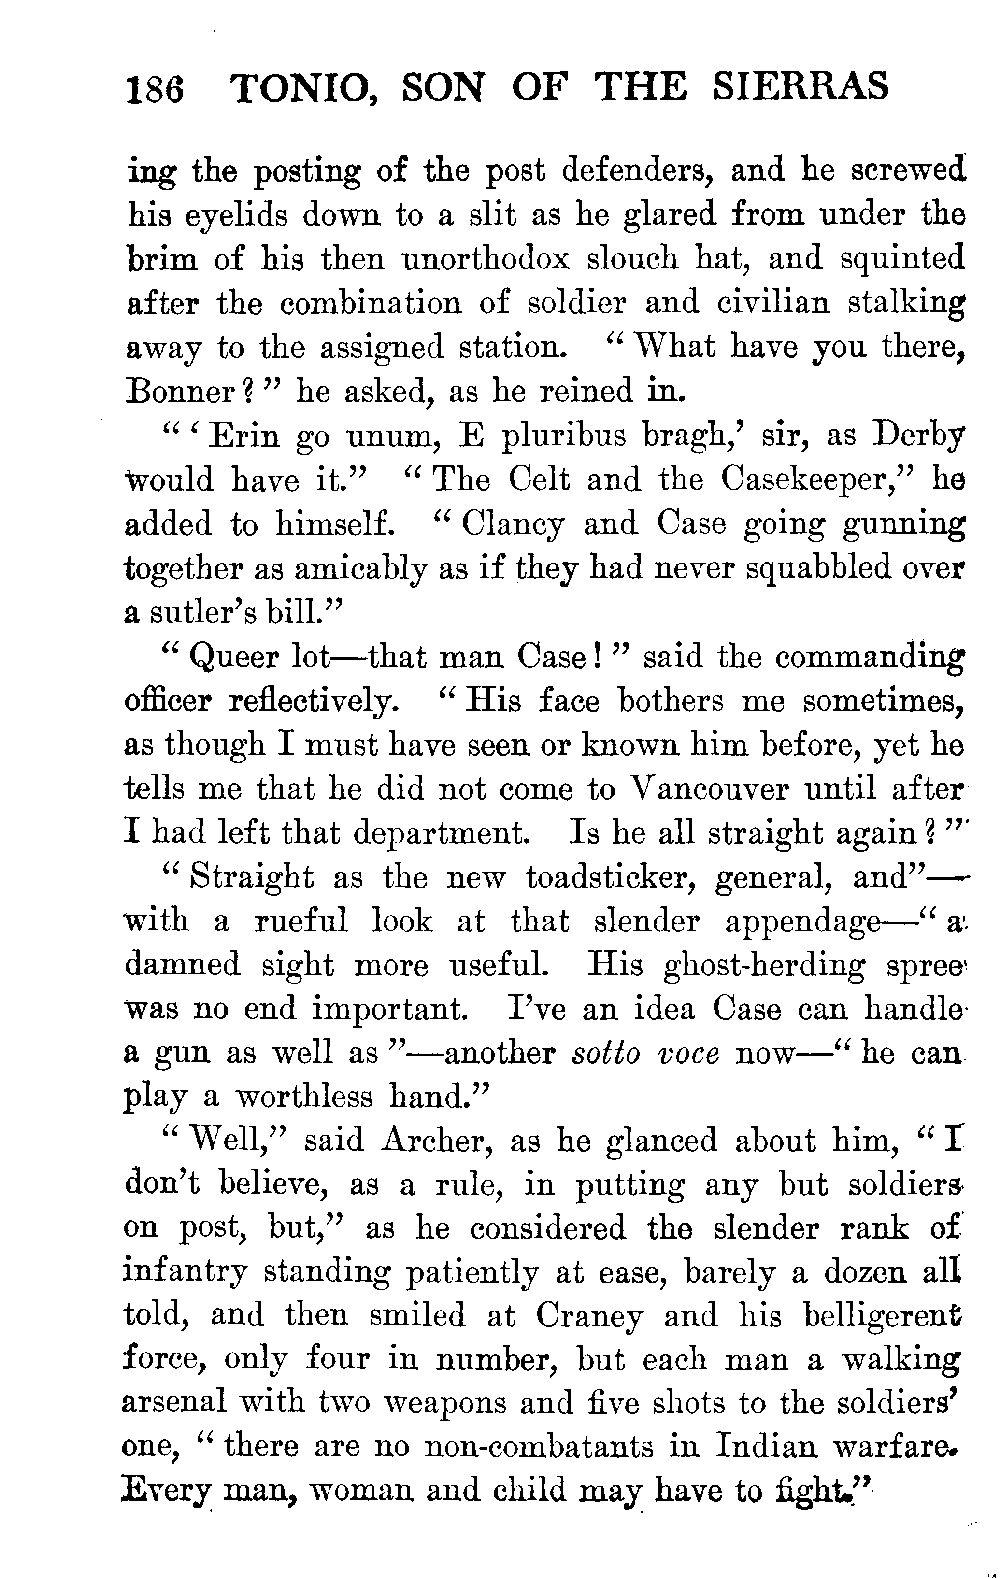 186 TONIO, SON OF THE SIERRAS
ing the posting of the post defenders, and he screwed
his eyelids down to a slit as he glared from under the
brim of his then unorthodox slouch hat, and squinted
after the combination of soldier and civilian stalking
away to the assigned station. “ What have you there,
Bonner? ” he asked, as he reined in.
“ ‘ Erin go unum, E pluribus bragh,’ sir, as Derby
would have it.” “ The Celt and the Casekeeper,” he
added to himself. “ Clancy and Case going gunning
together as amicably as if they had never squabbled over
a sutler’s bill.”
“ Queer lot—that man Case! ” said the commanding
officer reflectively. “ His face bothers me sometimes,
as though I must have seen or known him before, yet he
tells me that he did not come to Vancouver until after
I had left that department. Is he all straight again? ”
“ Straight as the new toadsticker, general, and”—
with a rueful look at that slender appendage—“ a
damned sight more useful. His ghost-herding spree
was no end important. I’ve an idea Case can handle
a gun as well as ”—another sotto voce now—“ he can
play a worthless hand.”
“ Well,” said Archer, as he glanced about him, “ I
don’t believe, as a rule, in putting any but soldiers
on post, but,” as he considered the slender rank of
infantry standing patiently at ease, barely a dozen all
told, and then smiled at Craney and his belligerent
force, only four in number, but each man a walking
arsenal with two weapons and five shots to the soldiers’
one, “ there are no non-combatants in Indian warfare.
Every man, woman and child may have to fight.”